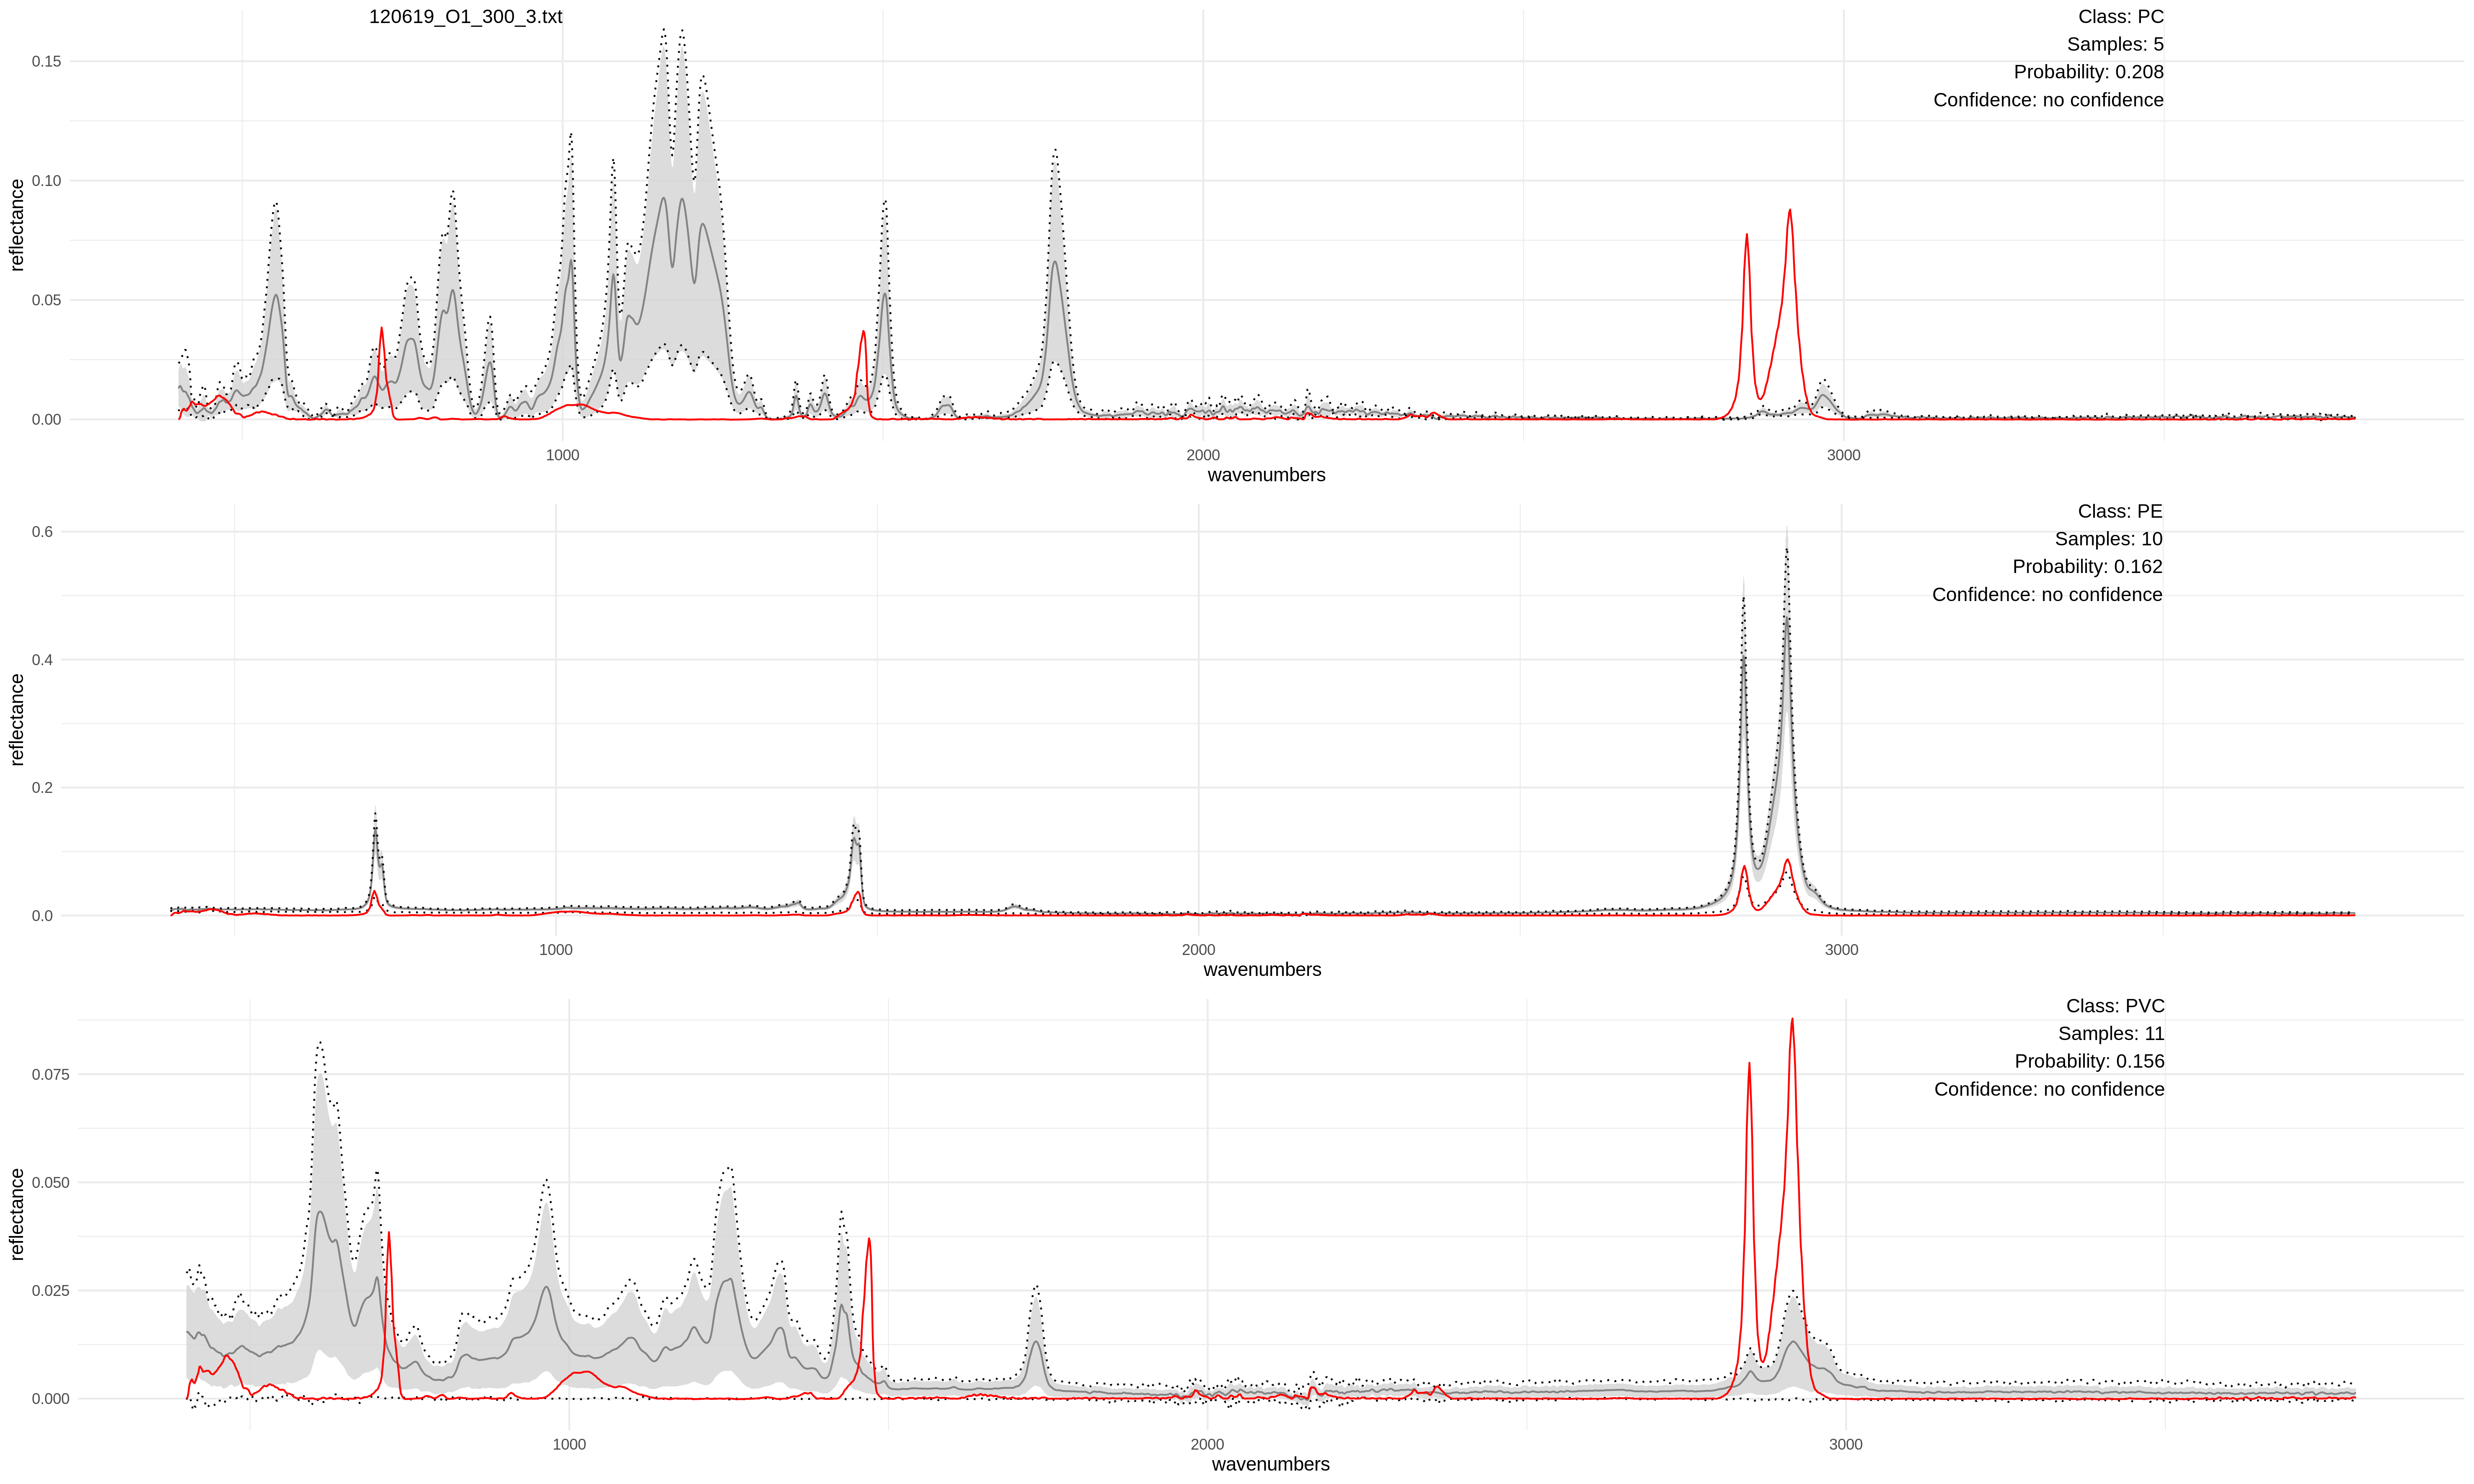 120619_O1_300_3.txt
Class: PC
Samples: 5
Probability: 0.208
Confidence: no confidence
0.15
0.10
0.05
0.00
reflectance
1000
2000
3000
wavenumbers
Class: PE
Samples: 10
Probability: 0.162
Confidence: no confidence
0.6
0.4
0.2
0.0
reflectance
1000
2000
3000
wavenumbers
Class: PVC
Samples: 11
Probability: 0.156
Confidence: no confidence
0.075
0.050
0.025
0.000
reflectance
1000
2000
3000
wavenumbers